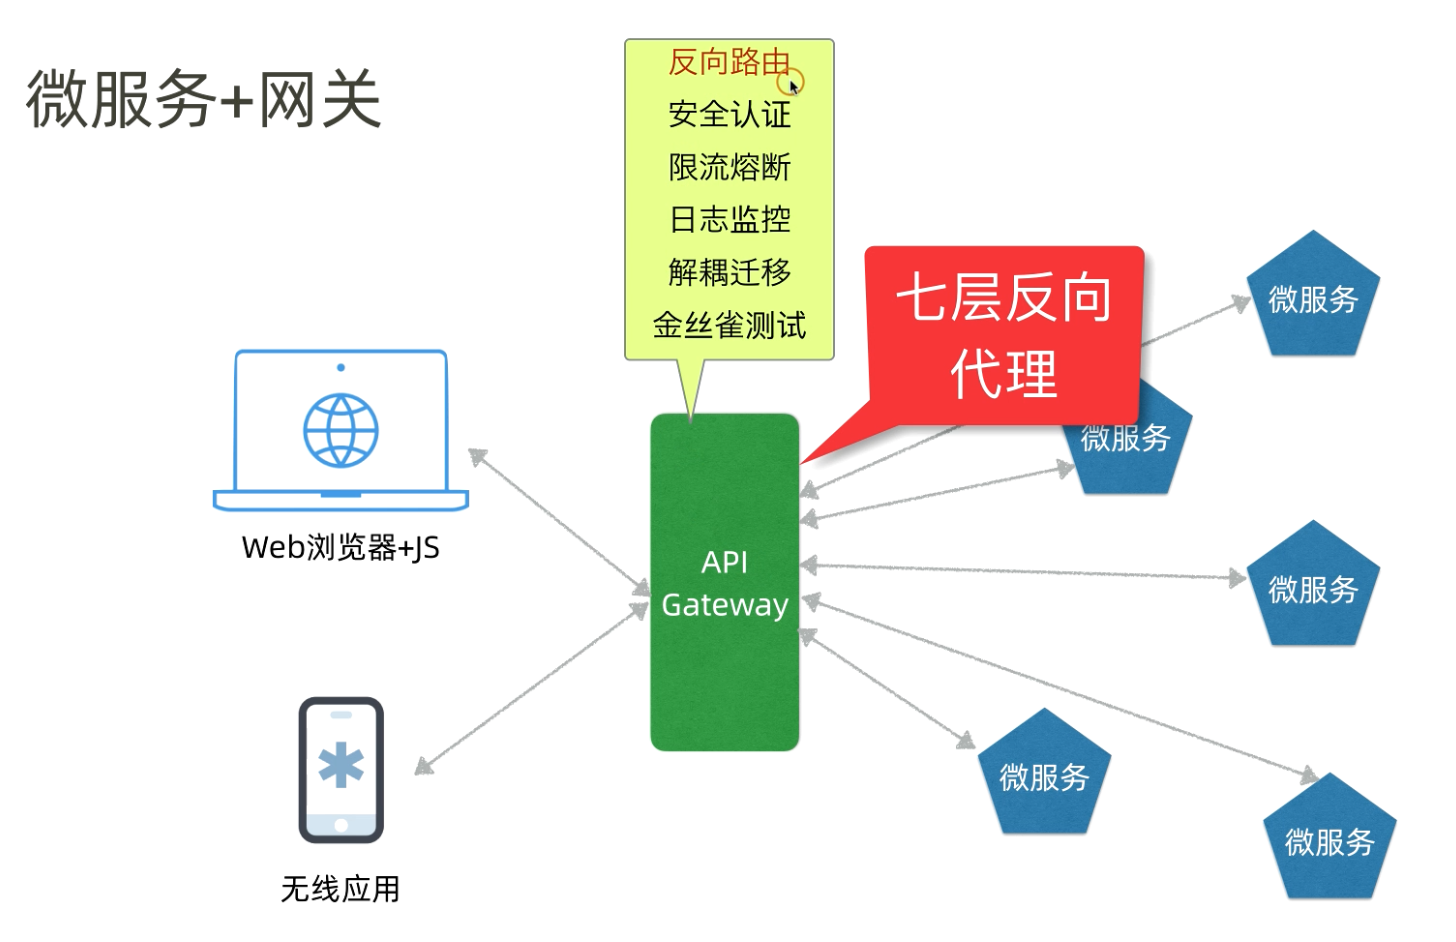 微服务+网关
反向路由
安全认证
限流熔断
日志监控
解耦迁移
金丝雀测试
七层反向
代理
微服务
微服务
Web浏览器+JS
API
Gateway
微服务
微服务
微服务
无线应用